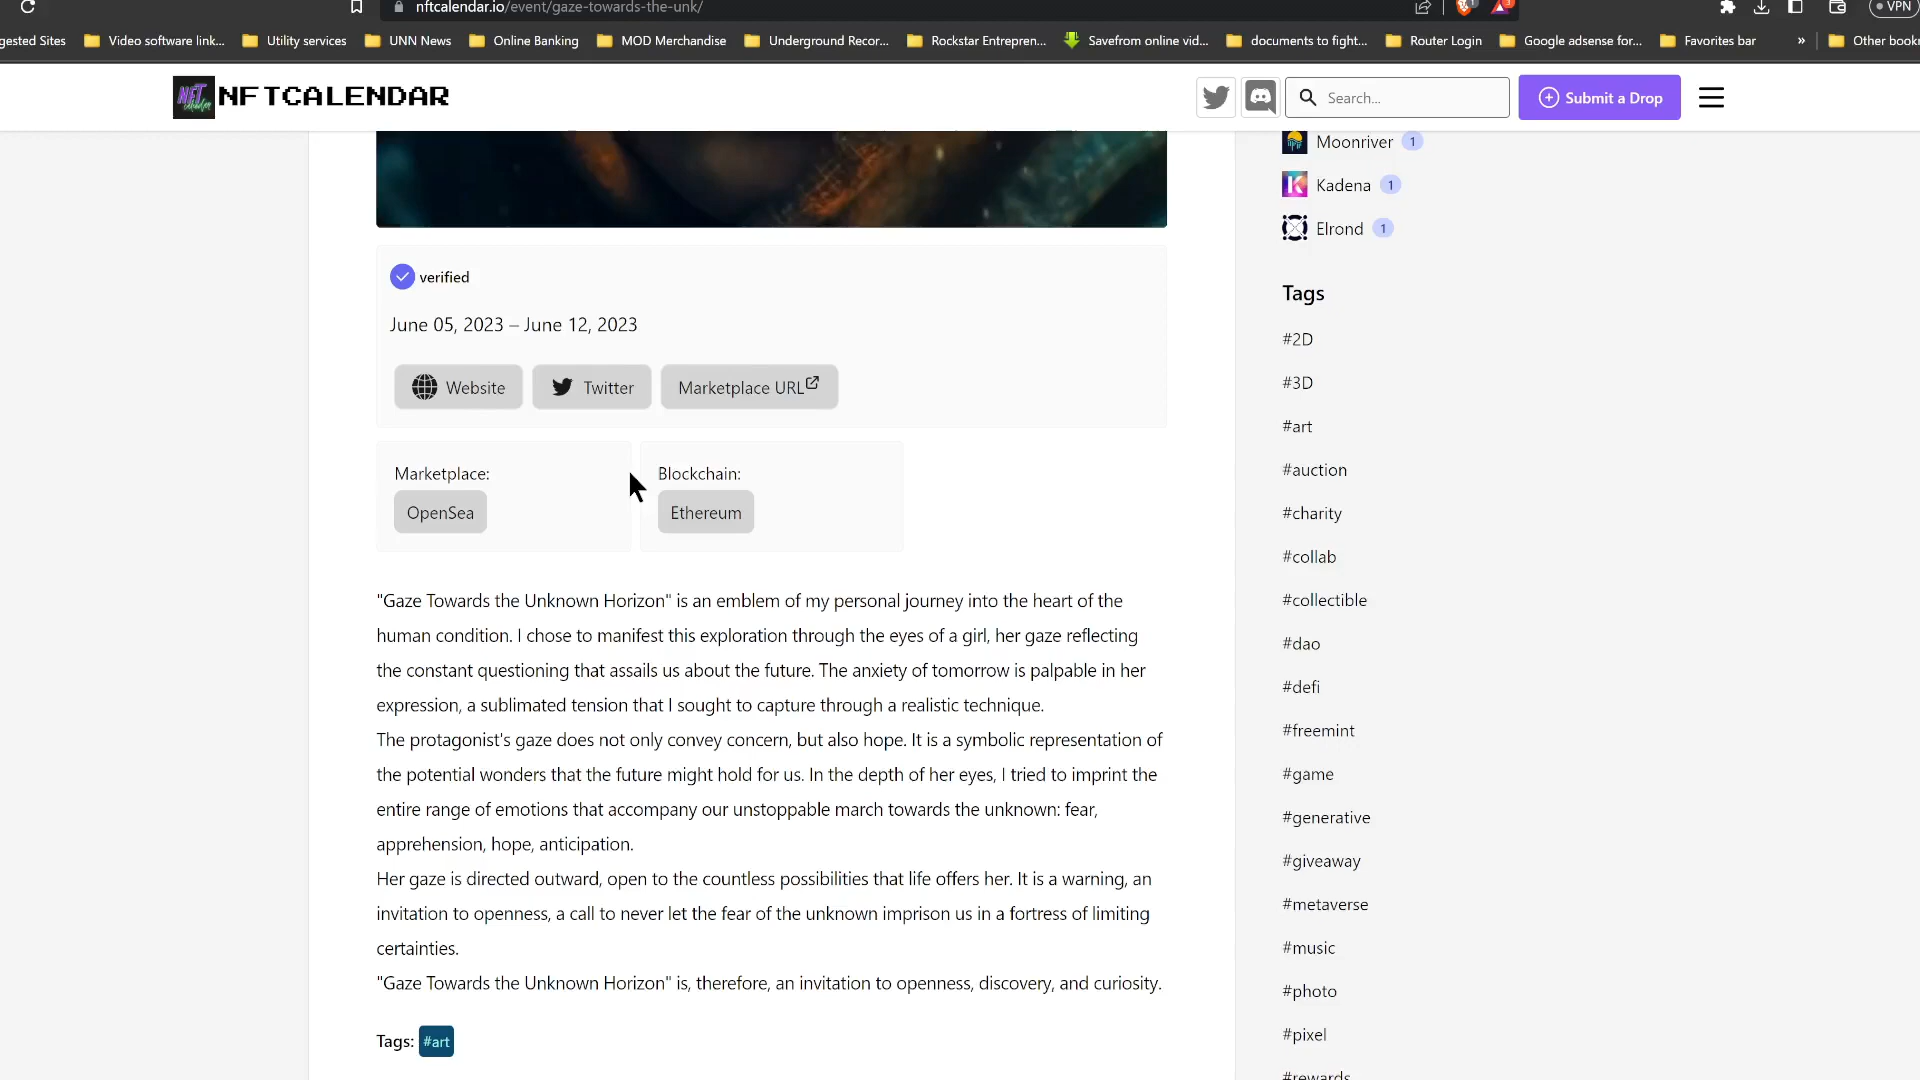 nftcalendar.io/event/gaze-towards-the-unk/
VPN
gested Sites
Video software link...
Utility services
UNN News
Online Banking
MOD Merchandise
Underground Recor...
Rockstar Entrepren...
Savefrom online vid...
documents to fight...
Router Login
Google adsense for...
Favorites bar
»
Other bookr
NFTCALENDAR
Search...
Submit a Drop
Moonriver 1
Kadena 1
Elrond 1
verified
June 05, 2023 – June 12, 2023
Website
Twitter
Marketplace URL
Marketplace:
OpenSea
Blockchain:
Ethereum
"Gaze Towards the Unknown Horizon" is an emblem of my personal journey into the heart of the
human condition. I chose to manifest this exploration through the eyes of a girl, her gaze reflecting
the constant questioning that assails us about the future. The anxiety of tomorrow is palpable in her
expression, a sublimated tension that I sought to capture through a realistic technique.
The protagonist's gaze does not only convey concern, but also hope. It is a symbolic representation of
the potential wonders that the future might hold for us. In the depth of her eyes, I tried to imprint the
entire range of emotions that accompany our unstoppable march towards the unknown: fear,
apprehension, hope, anticipation.
Her gaze is directed outward, open to the countless possibilities that life offers her. It is a warning, an
invitation to openness, a call to never let the fear of the unknown imprison us in a fortress of limiting
certainties.
"Gaze Towards the Unknown Horizon" is, therefore, an invitation to openness, discovery, and curiosity.
Tags: #art
Tags
#2D
#3D
#art
#auction
#charity
#collab
#collectible
#dao
#defi
#freemint
#game
#generative
#giveaway
#metaverse
#music
#photo
#pixel
#rewards